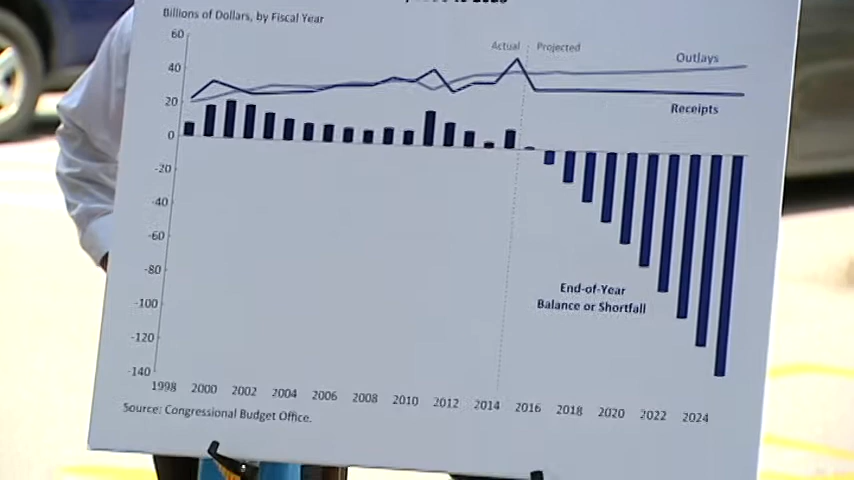 Billions of Dollars, by Fiscal Year
60
40
20
0
-20
-40
-60
-80
-100
-120
-140
Actual
Projected
Outlays
Receipts
End-of-Year
Balance or Shortfall
1998 2000 2002 2004 2006 2008 2010 2012 2014 2016 2018 2020 2022 2024
Source: Congressional Budget Office.